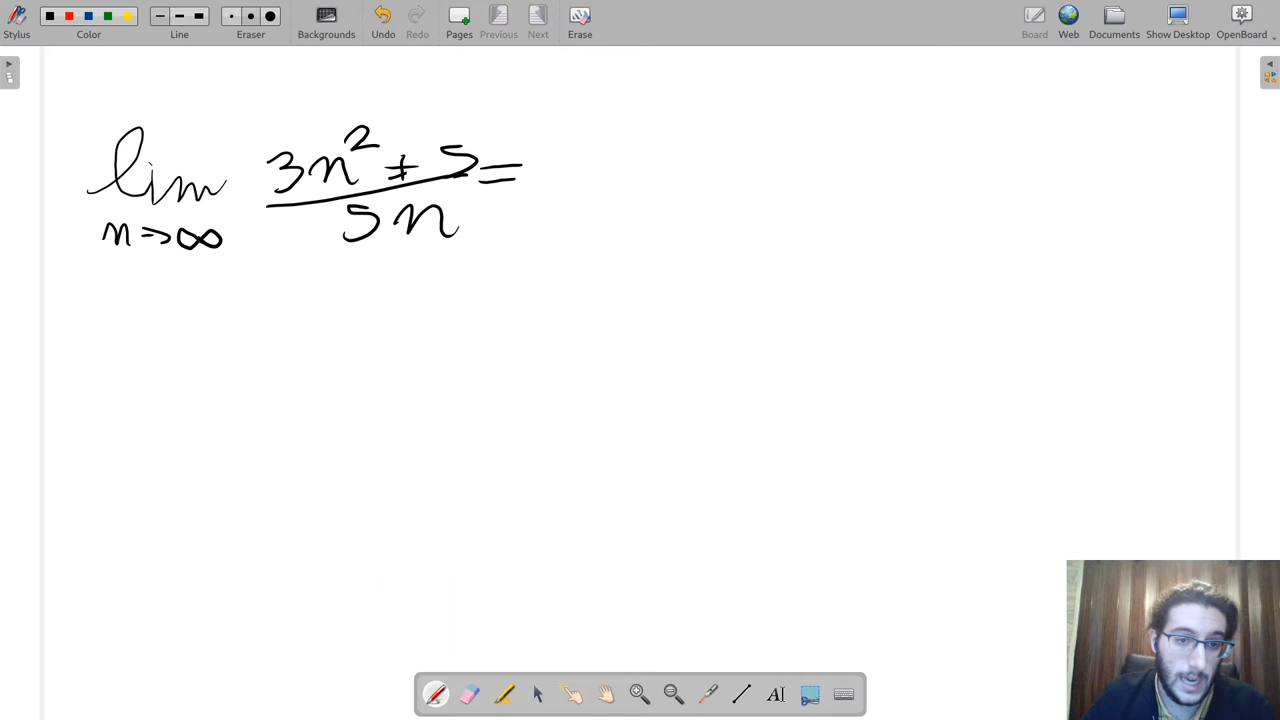 Stylus Color Line Eraser Backgrounds Undo Redo Pages Previous Next Erase Board Web Documents Show Desktop OpenBoard
lim 3n² + 5 =
n→∞ 5n
AI